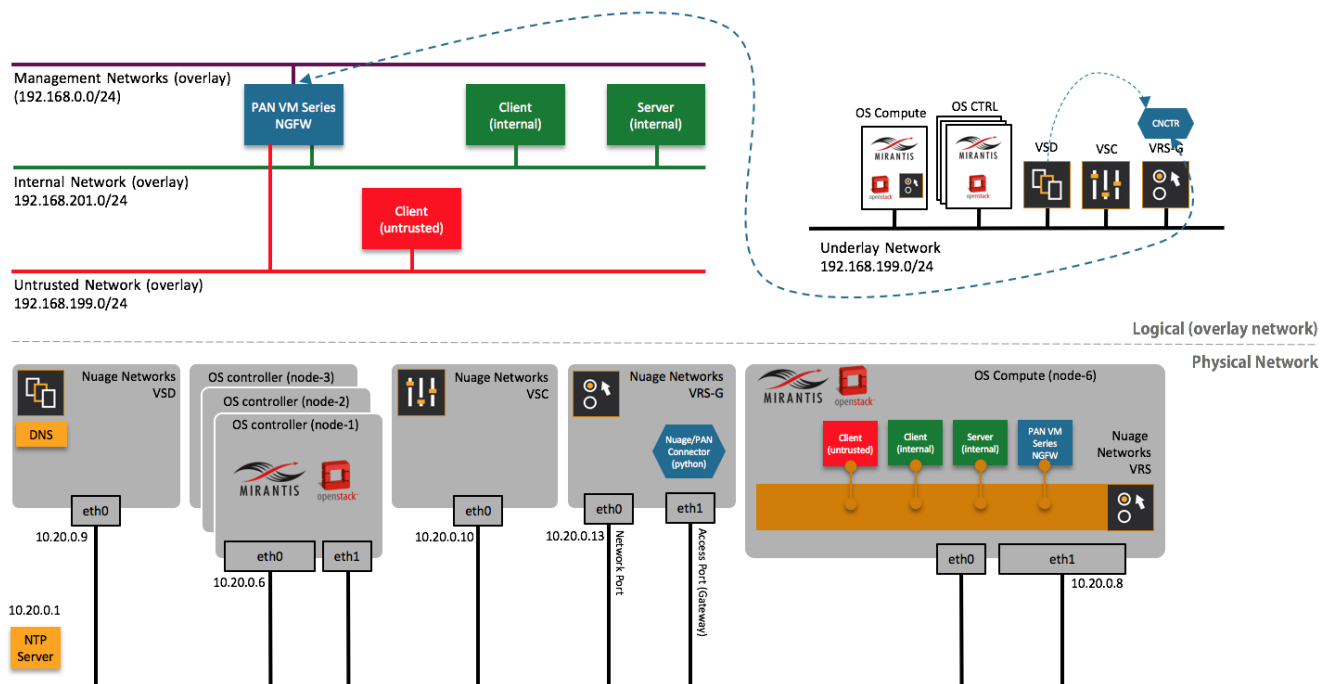 Management Networks (overlay)
(192.168.0.0/24)
PAN VM Series
NGFW
Client
(internal)
Server
(internal)
Internal Network (overlay)
192.168.201.0/24
Client
(untrusted)
Untrusted Network (overlay)
192.168.199.0/24
OS Compute
OS CTRL
MIRANTIS
openstack
MIRANTIS
openstack
VSD
VSC
CNCTR
VRS-G
Underlay Network
192.168.199.0/24
Logical (overlay network)
Physical Network
Nuage Networks
VSD
DNS
eth0
10.20.0.9
10.20.0.1
NTP
Server
OS controller (node-3)
OS controller (node-2)
OS controller (node-1)
MIRANTIS
openstack
eth0
eth1
10.20.0.6
Nuage Networks
VSC
eth0
10.20.0.10
Nuage Networks
VRS-G
Nuage/PAN
Connector
(python)
eth0
eth1
10.20.0.13
Network Port
Access Port (Gateway)
MIRANTIS
openstack
OS Compute (node-6)
Client
(untrusted)
Client
(internal)
Server
(internal)
PAN VM
Series
NGFW
Nuage
Networks
VRS
eth0
eth1
10.20.0.8